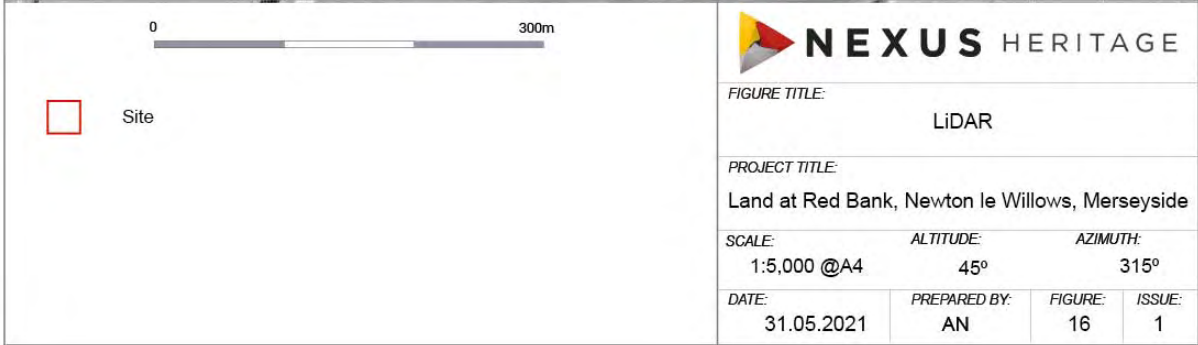 0 300m
Site
NEXUS HERITAGE
FIGURE TITLE:
LiDAR
PROJECT TITLE:
Land at Red Bank, Newton le Willows, Merseyside
SCALE: ALTITUDE: AZIMUTH:
1:5,000 @A4 45º 315º
DATE: PREPARED BY: FIGURE: ISSUE:
31.05.2021 AN 16 1